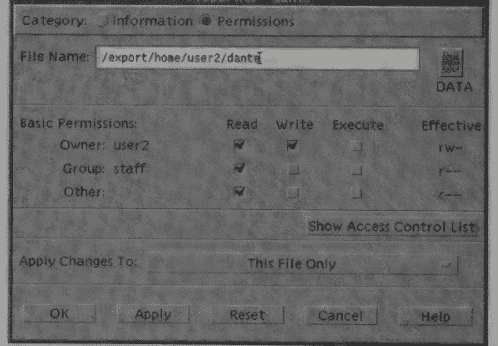 Category: Information Permissions
File Name: /export/home/user2/dante
DATA
Basic Permissions: Read Write Execute Effective
Owner: user2 rw-
Group: staff r--
Other: r--
Show Access Control List
Apply Changes To: This File Only
OK Apply Reset Cancel Help